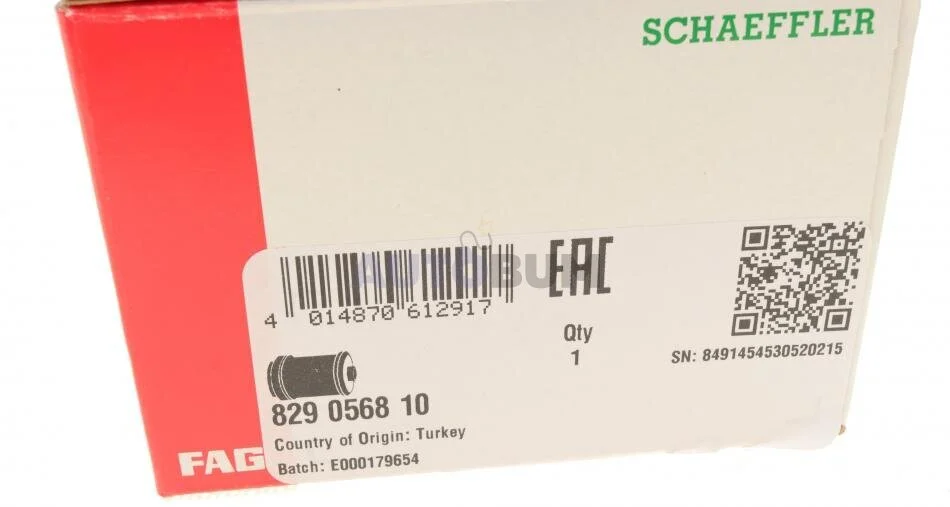 SCHAEFFLER
AUTOBUM
EAC
4 014870 612917
Qty
1
SN: 8491454530520215
829 0568 10
Country of Origin: Turkey
Batch: E000179654
FAG